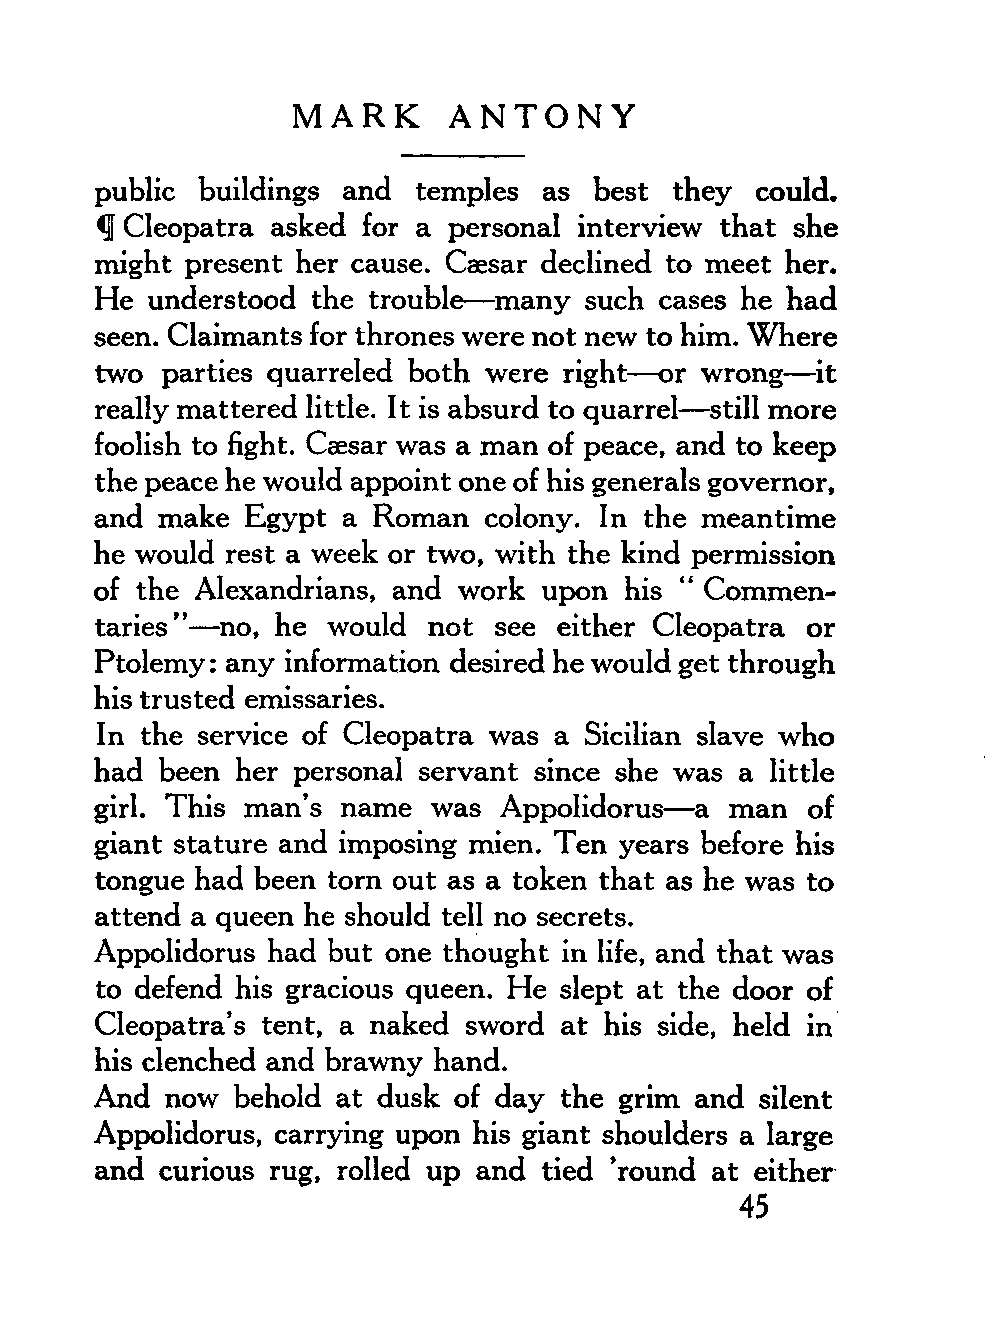 MARK ANTONY
public buildings and temples as best they could.
¶ Cleopatra asked for a personal interview that she
might present her cause. Cæsar declined to meet her.
He understood the trouble—many such cases he had
seen. Claimants for thrones were not new to him. Where
two parties quarreled both were right—or wrong—it
really mattered little. It is absurd to quarrel—still more
foolish to fight. Cæsar was a man of peace, and to keep
the peace he would appoint one of his generals governor,
and make Egypt a Roman colony. In the meantime
he would rest a week or two, with the kind permission
of the Alexandrians, and work upon his “ Commen-
taries”—no, he would not see either Cleopatra or
Ptolemy: any information desired he would get through
his trusted emissaries.
In the service of Cleopatra was a Sicilian slave who
had been her personal servant since she was a little
girl. This man’s name was Appolidorus—a man of
giant stature and imposing mien. Ten years before his
tongue had been torn out as a token that as he was to
attend a queen he should tell no secrets.
Appolidorus had but one thought in life, and that was
to defend his gracious queen. He slept at the door of
Cleopatra’s tent, a naked sword at his side, held in
his clenched and brawny hand.
And now behold at dusk of day the grim and silent
Appolidorus, carrying upon his giant shoulders a large
and curious rug, rolled up and tied ’round at either
45